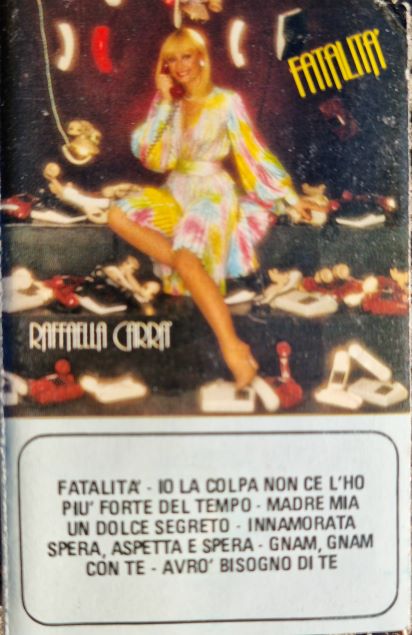 FATALITA'
RAFFAELLA CARRA'
FATALITA' - IO LA COLPA NON CE L'HO
PIU' FORTE DEL TEMPO - MADRE MIA
UN DOLCE SEGRETO - INNAMORATA
SPERA, ASPETTA E SPERA - GNAM, GNAM
CON TE - AVRO' BISOGNO DI TE